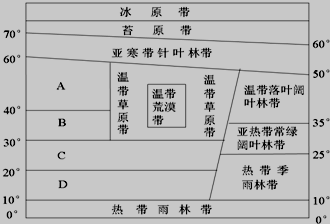 冰原带
苔原带
70°
60°
亚寒带针叶林带
60°
50°
A
温带草原带
温带
荒漠
带
温带草原带
温带落叶阔
叶林带
40°
B
35°
亚热带常绿
阔叶林带
30°
C
25°
20°
D
热带季
雨林带
10°
10°
热带雨林带
0°
0°